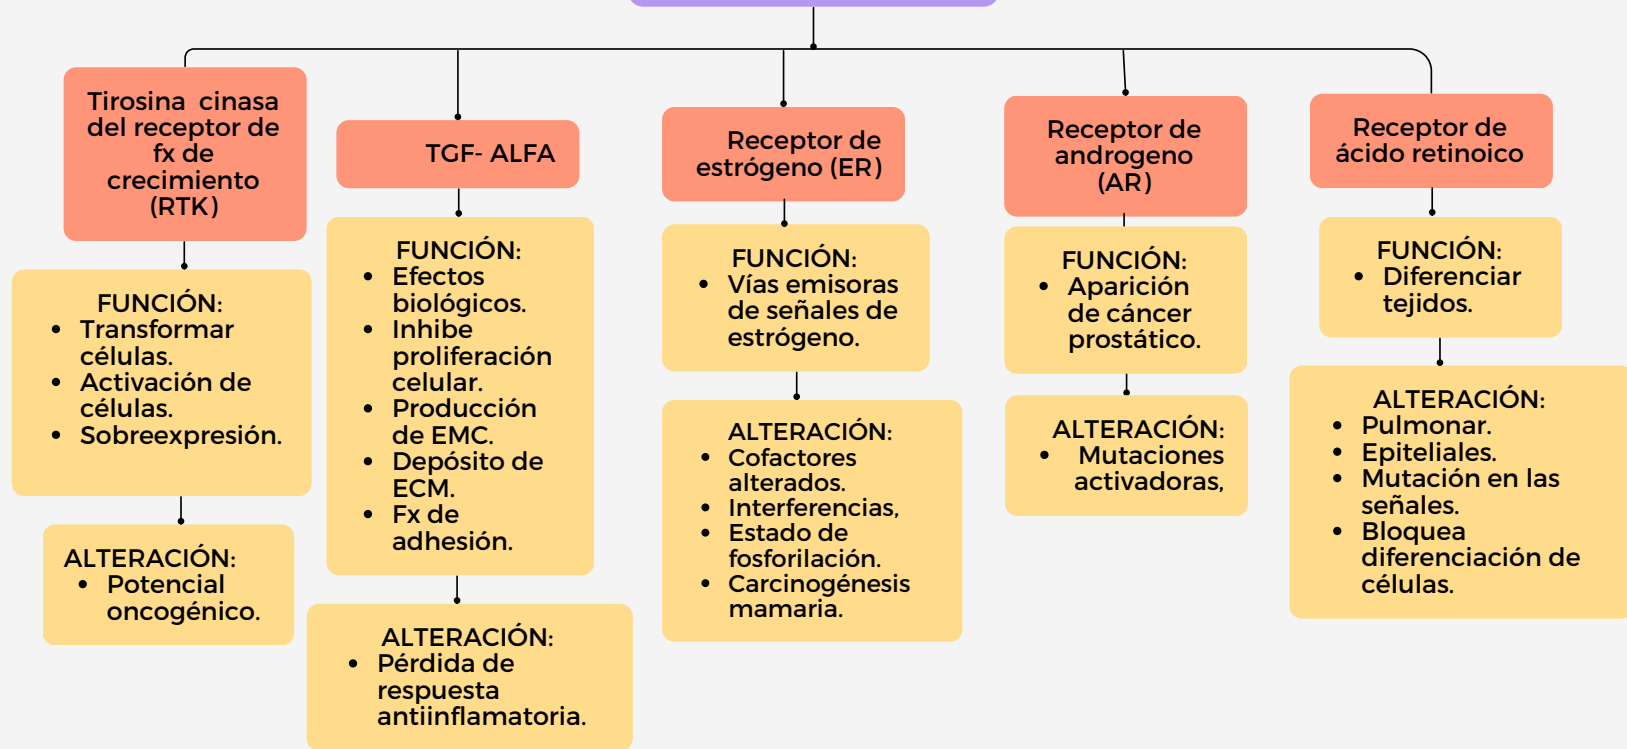 Tirosina cinasa
del receptor de
fx de
crecimiento
(RTK)
FUNCIÓN:
• Transformar
células.
• Activación de
células.
• Sobreexpresión.
ALTERACIÓN:
• Potencial
oncogénico.
TGF- ALFA
FUNCIÓN:
• Efectos
biológicos.
• Inhibe
proliferación
celular.
• Producción
de EMC.
• Depósito de
ECM.
• Fx de
adhesión.
ALTERACIÓN:
• Pérdida de
respuesta
antiinflamatoria.
Receptor de
estrógeno (ER)
FUNCIÓN:
• Vías emisoras
de señales de
estrógeno.
ALTERACIÓN:
• Cofactores
alterados.
• Interferencias,
• Estado de
fosforilación.
• Carcinogénesis
mamaria.
Receptor de
androgeno
(AR)
FUNCIÓN:
• Aparición
de cáncer
prostático.
ALTERACIÓN:
• Mutaciones
activadoras,
Receptor de
ácido retinoico
FUNCIÓN:
• Diferenciar
tejidos.
ALTERACIÓN:
• Pulmonar.
• Epiteliales.
• Mutación en las
señales.
• Bloquea
diferenciación de
células.